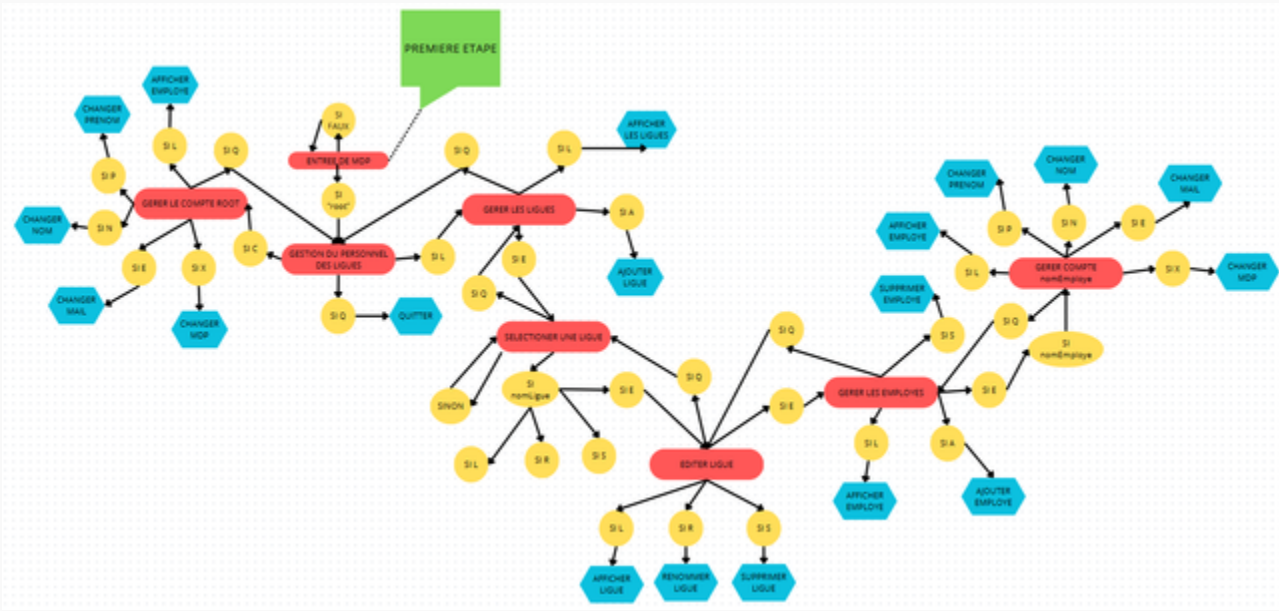 PREMIERE ETAPE
AFFICHER
EMPLOYE
CHANGER
PRENOM
SI
FAUX
SI L
SI Q
ENTREE DE MDP
SI Q
SI L
AFFICHER
LES LIGUES
SI P
SI
"root"
GERER LE COMPTE ROOT
GERER LES LIGUES
SI A
CHANGER
NOM
SI N
SI C
GESTION DU PERSONNEL
DES LIGUES
SI L
SI E
SI E
SI X
AJOUTER
LIGUE
CHANGER
MAIL
CHANGER
MDP
SI Q
QUITTER
SI Q
SELECTIONER UNE LIGUE
SINON
SI
nomLigue
SI E
SI Q
SI L
SI R
SI S
EDITER LIGUE
SI L
SI R
SI S
AFFICHER
LIGUE
RENOMMER
LIGUE
SUPPRIMER
LIGUE
SI Q
SI E
GERER LES EMPLOYES
SI S
SUPPRIMER
EMPLOYE
SI E
SI L
SI A
AFFICHER
EMPLOYE
AJOUTER
EMPLOYE
SI Q
SI
nomEmploye
GERER COMPTE
nomEmploye
CHANGER
PRENOM
CHANGER
NOM
CHANGER
MAIL
AFFICHER
EMPLOYE
SI P
SI N
SI E
SI L
SI X
CHANGER
MDP